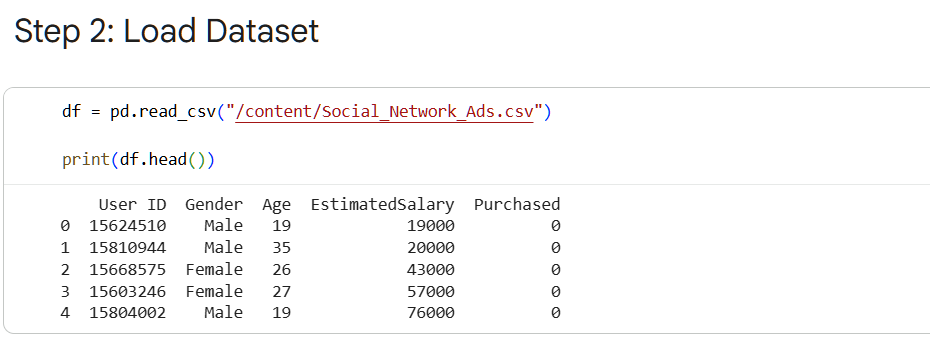 Step 2: Load Dataset
df = pd.read_csv("/content/Social_Network_Ads.csv")
print(df.head())
User ID Gender Age EstimatedSalary Purchased
0 15624510 Male 19 19000 0
1 15810944 Male 35 20000 0
2 15668575 Female 26 43000 0
3 15603246 Female 27 57000 0
4 15804002 Male 19 76000 0